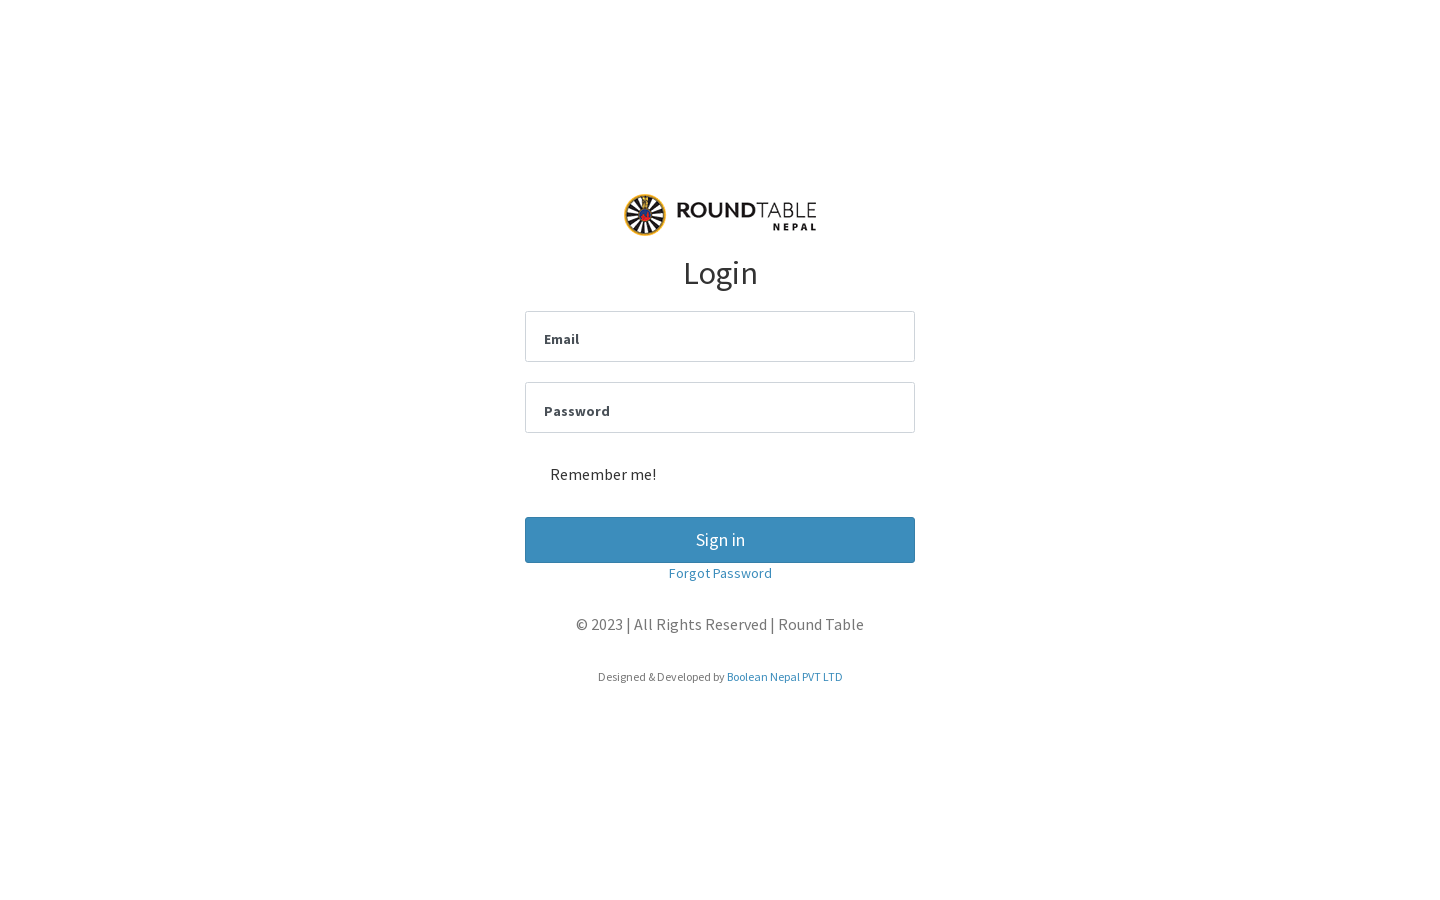 ROUNDTABLE
NEPAL
Login
Email
Password
Remember me!
Sign in
Forgot Password
© 2023 | All Rights Reserved | Round Table
Designed & Developed by Boolean Nepal PVT LTD